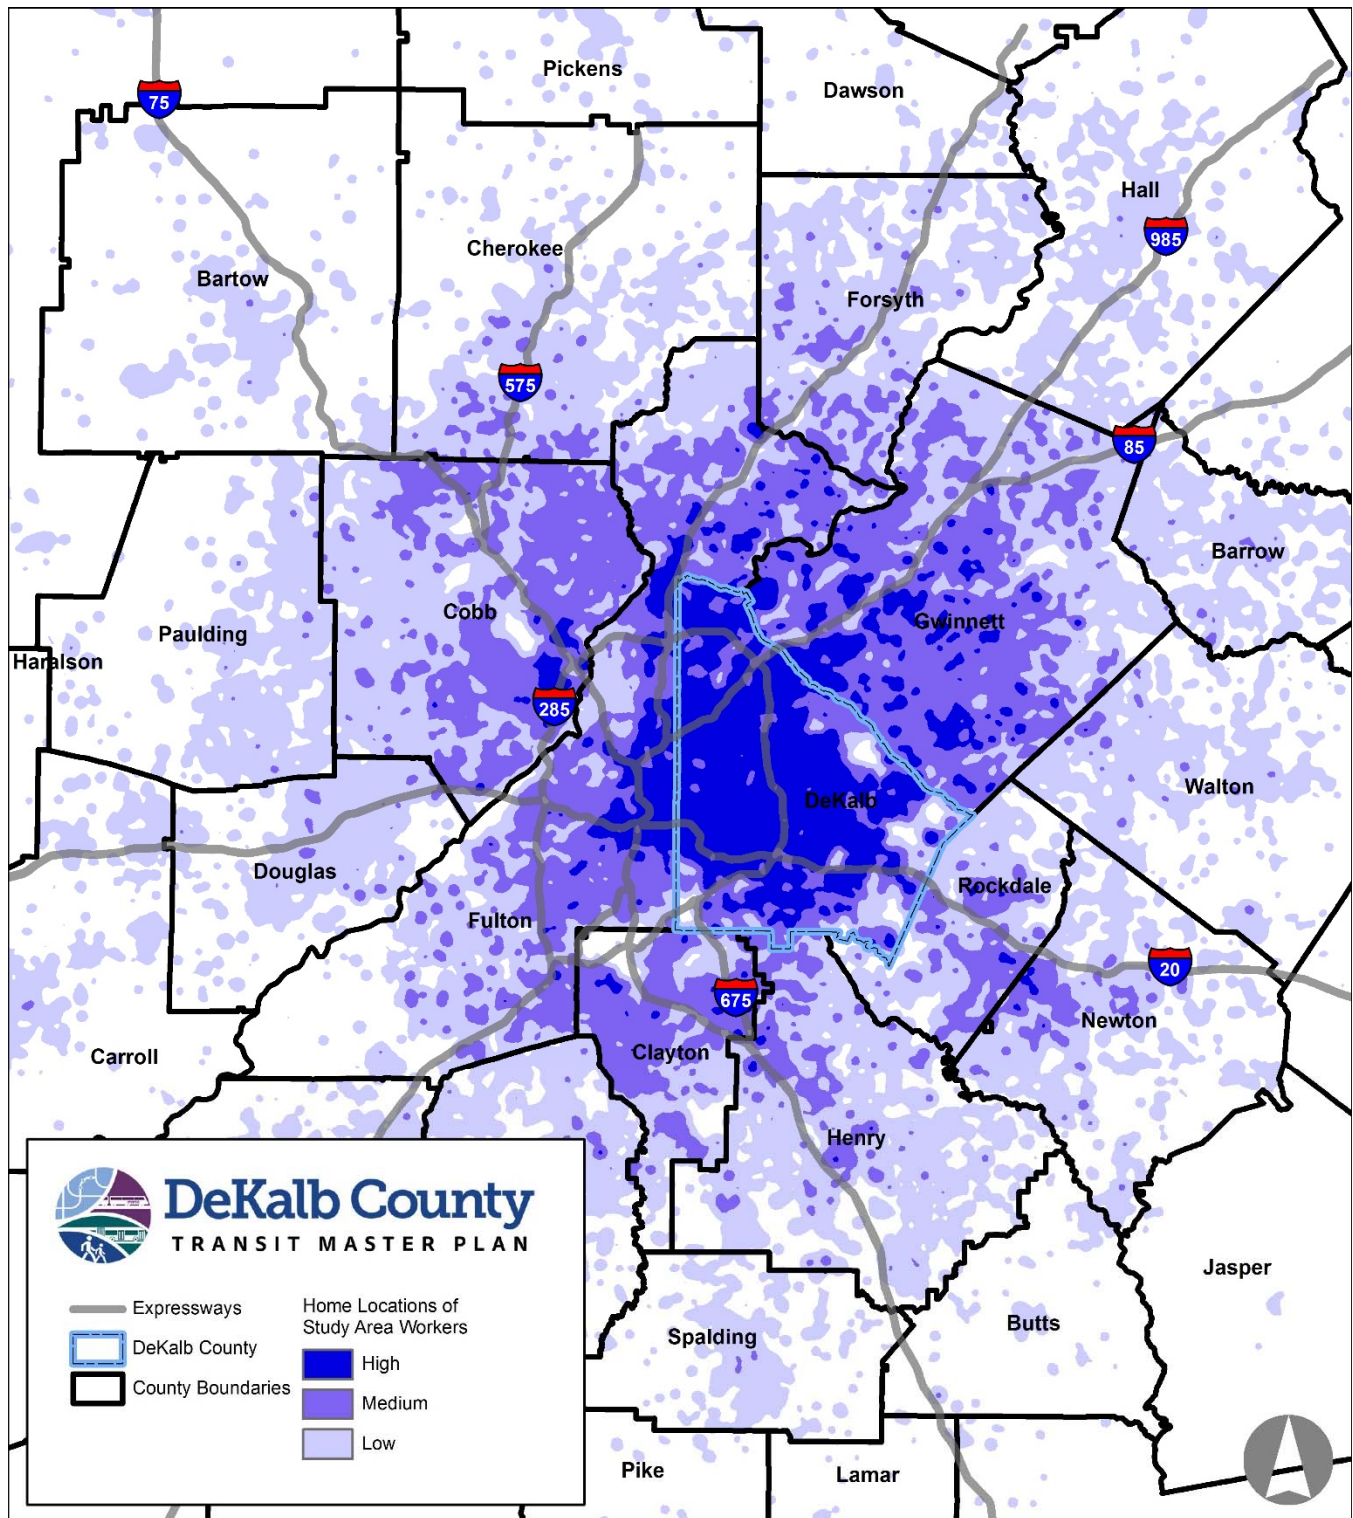 Pickens
Dawson
75
Hall
985
Cherokee
Bartow
Forsyth
575
85
Barrow
Cobb
Gwinnett
Paulding
Haralson
285
Walton
DeKalb
Douglas
Rockdale
Fulton
20
675
Newton
Clayton
Carroll
Henry
DeKalb County
TRANSIT MASTER PLAN
Jasper
Expressways
Home Locations of
Study Area Workers
DeKalb County
High
County Boundaries
Medium
Low
Butts
Spalding
Pike
Lamar